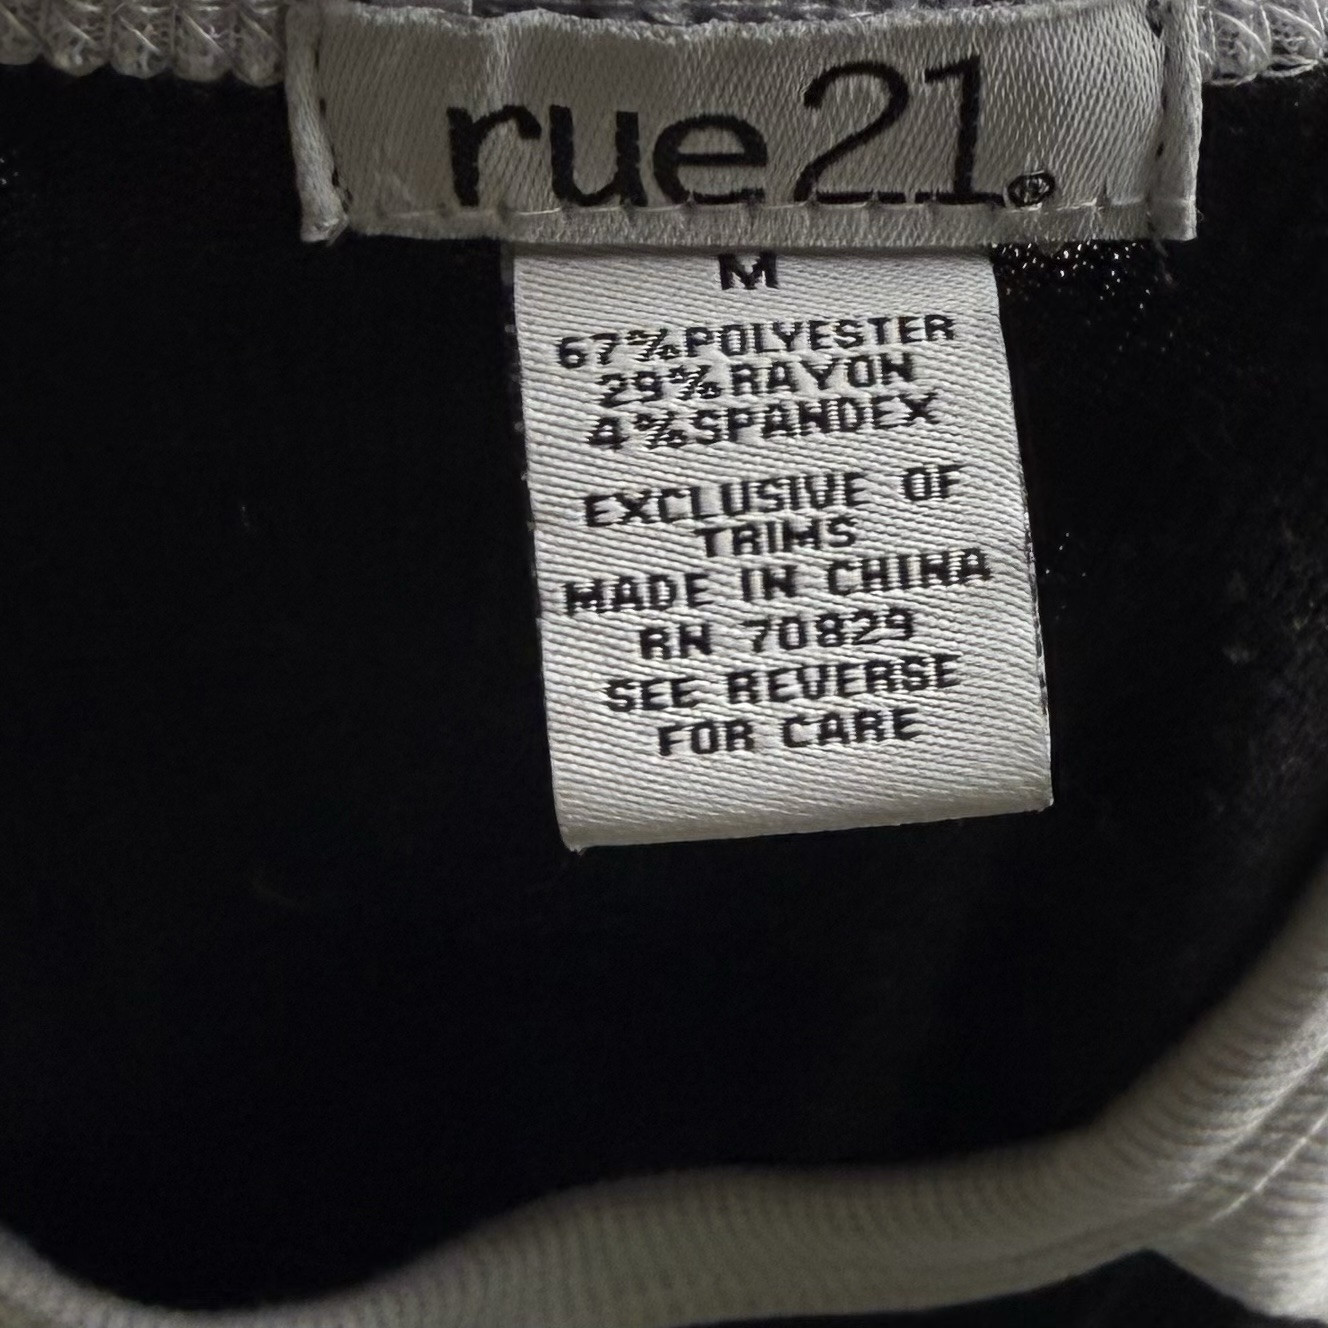 rue21®
M
67%POLYESTER
29%RAYON
4%SPANDEX
EXCLUSIVE OF
TRIMS
MADE IN CHINA
RN 70829
SEE REVERSE
FOR CARE